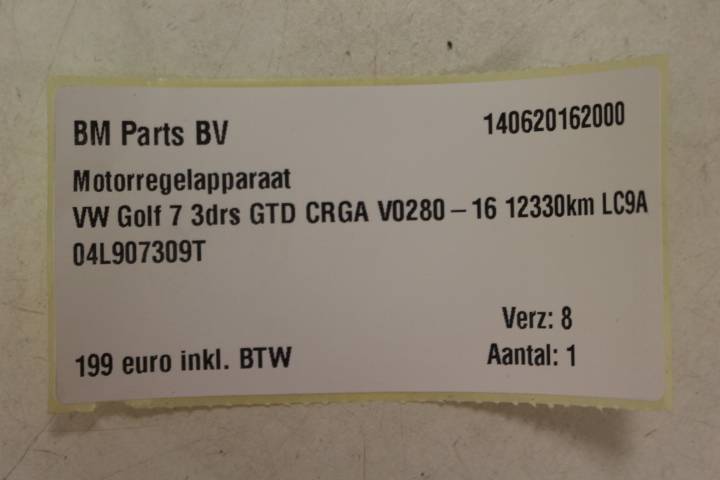 BM Parts BV
140620162000
Motorregelapparaat
VW Golf 7 3drs GTD CRGA V0280 – 16 12330km LC9A
04L907309T
Verz: 8
199 euro inkl. BTW
Aantal: 1